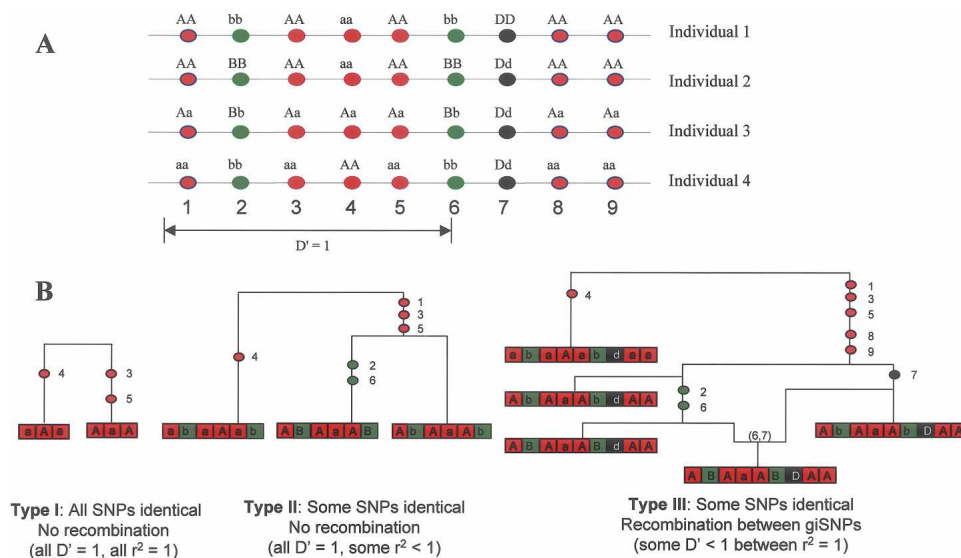 A
AA bb AA aa AA bb DD AA AA
Individual 1
AA BB AA aa AA BB Dd AA AA
Individual 2
Aa Bb Aa Aa Aa Bb Dd Aa Aa
Individual 3
aa bb aa AA aa bb Dd aa aa
Individual 4
1 2 3 4 5 6 7 8 9
D' = 1
B
4
3
5
a A a
A a A
Type I: All SNPs identical
No recombination
(all D' = 1, all r² = 1)
1
3
5
4
2
6
a b a A a b
A B A a A B
A b A a A b
Type II: Some SNPs identical
No recombination
(all D' = 1, some r² < 1)
4
1
3
5
8
9
a b a A a b d a a
7
2
6
A b A a A b d A A
A B A a A B d A A
(6,7)
A b A a A b D A A
A B A a A B D A A
Type III: Some SNPs identical
Recombination between giSNPs
(some D' < 1 between r² = 1)